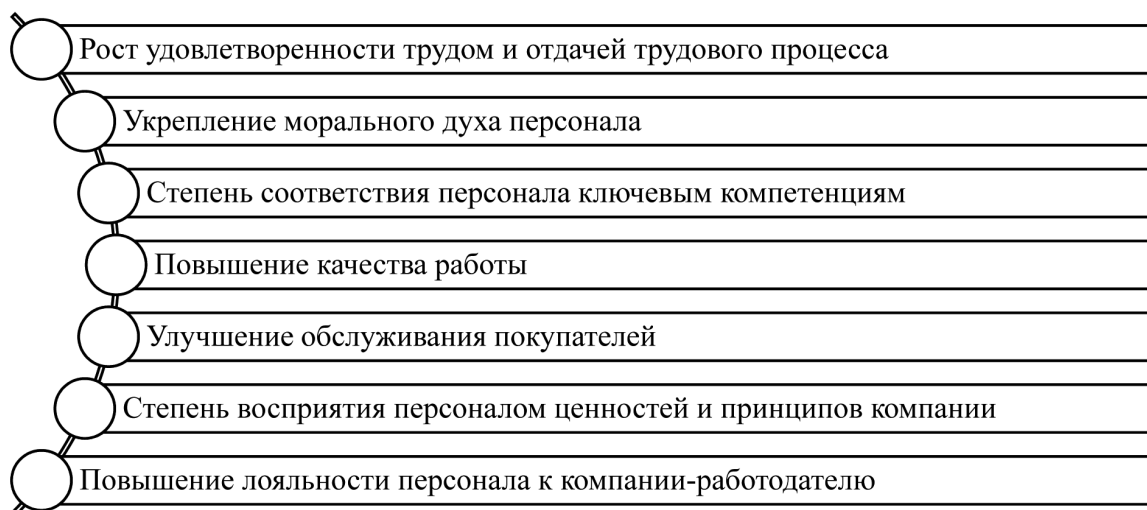 Рост удовлетворенности трудом и отдачей трудового процесса
Укрепление морального духа персонала
Степень соответствия персонала ключевым компетенциям
Повышение качества работы
Улучшение обслуживания покупателей
Степень восприятия персоналом ценностей и принципов компании
Повышение лояльности персонала к компании-работодателю